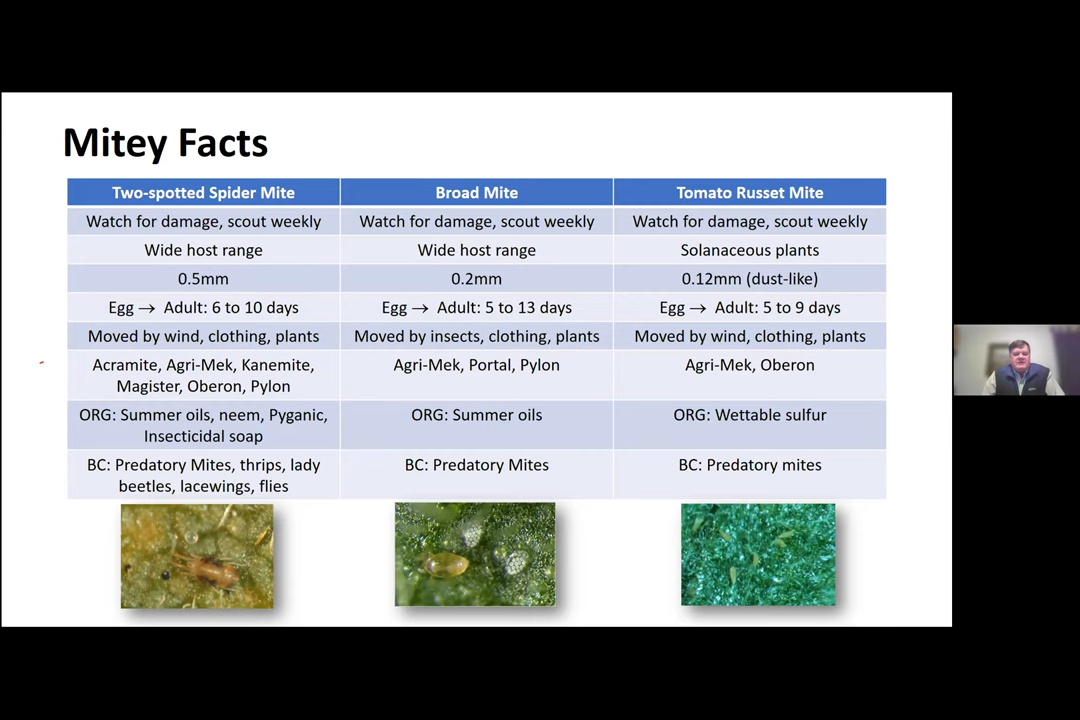 Mitey Facts
Two-spotted Spider Mite Broad Mite Tomato Russet Mite
Watch for damage, scout weekly Watch for damage, scout weekly Watch for damage, scout weekly
Wide host range Wide host range Solanaceous plants
0.5mm 0.2mm 0.12mm (dust-like)
Egg → Adult: 6 to 10 days Egg → Adult: 5 to 13 days Egg → Adult: 5 to 9 days
Moved by wind, clothing, plants Moved by insects, clothing, plants Moved by wind, clothing, plants
Acramite, Agri-Mek, Kanemite, Agri-Mek, Portal, Pylon Agri-Mek, Oberon
Magister, Oberon, Pylon
ORG: Summer oils, neem, Pyganic, ORG: Summer oils ORG: Wettable sulfur
Insecticidal soap
BC: Predatory Mites, thrips, lady BC: Predatory Mites BC: Predatory mites
beetles, lacewings, flies